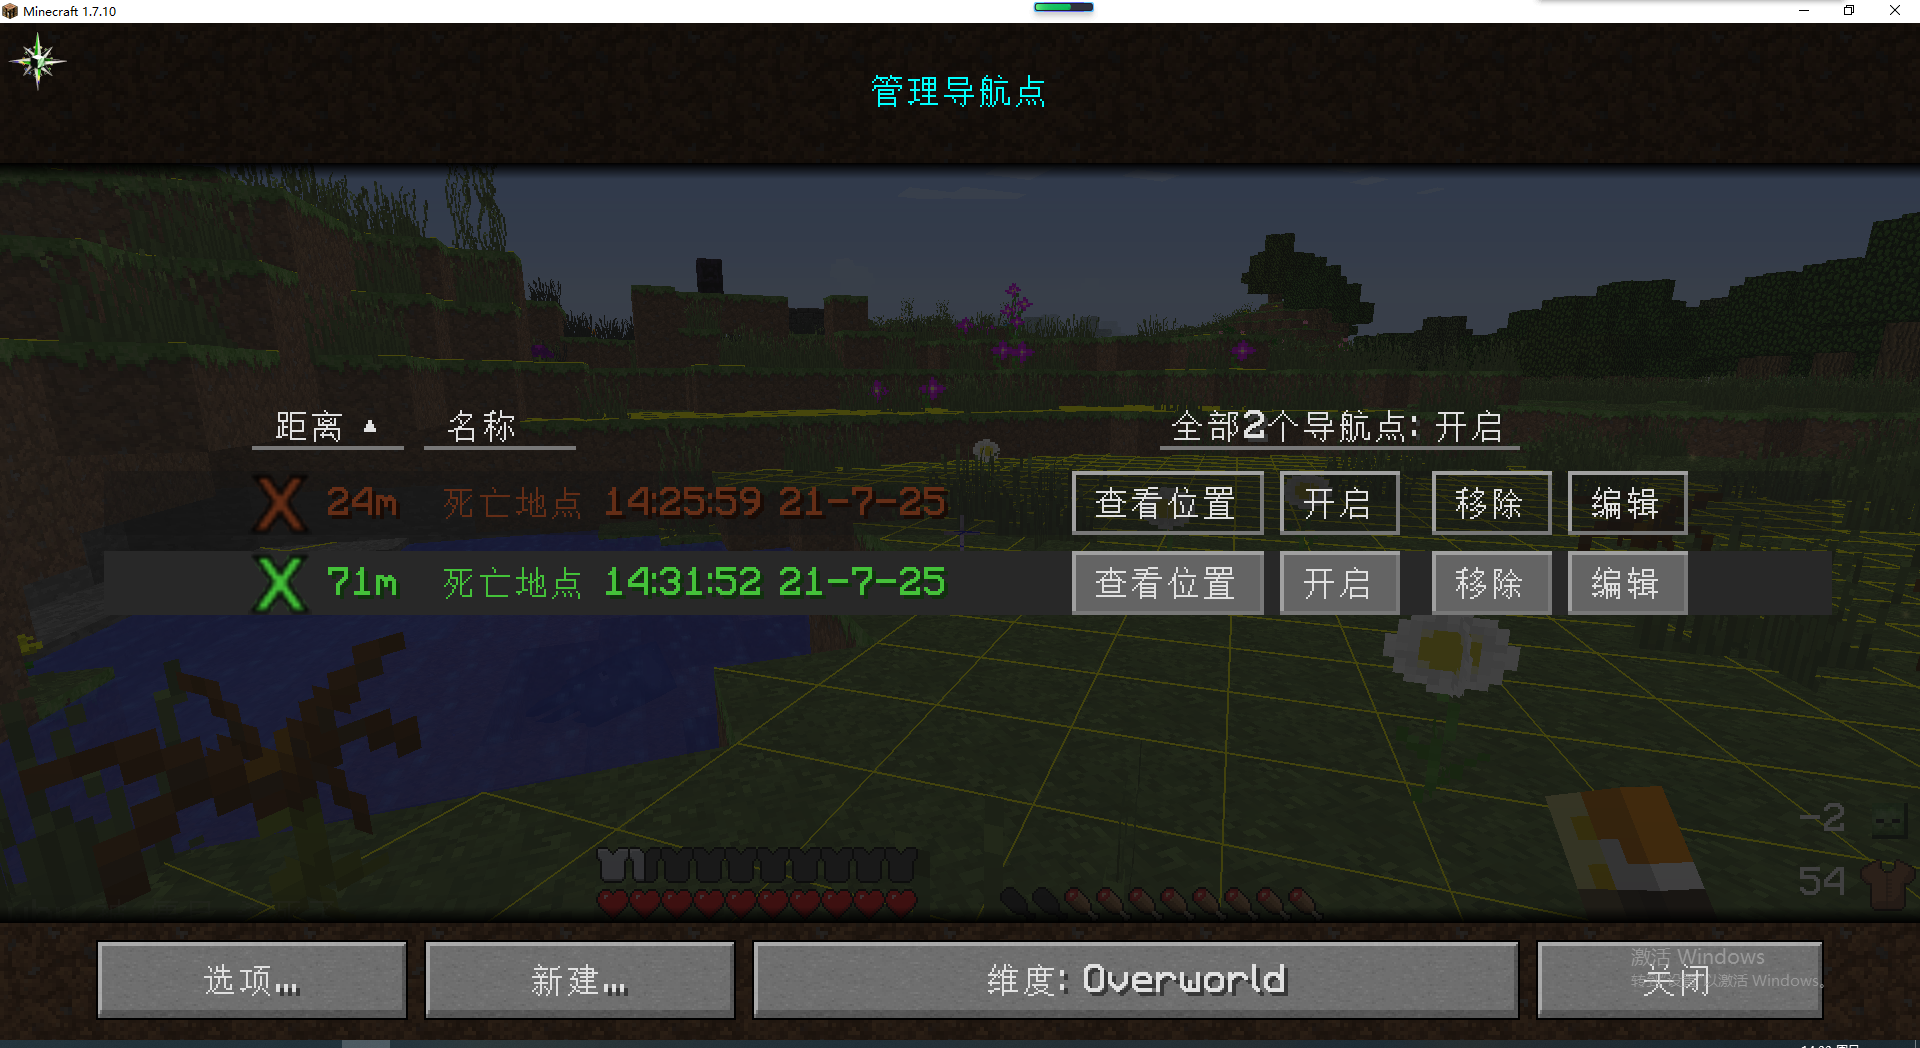 Minecraft 1.7.10
管理导航点
距离 ▲ 名称 全部2个导航点: 开启
X 24m 死亡地点 14:25:59 21-7-25 查看位置 开启 移除 编辑
X 71m 死亡地点 14:31:52 21-7-25 查看位置 开启 移除 编辑
-2
54
选项... 新建... 维度: Overworld 关闭
激活 Windows
以激活 Windows。